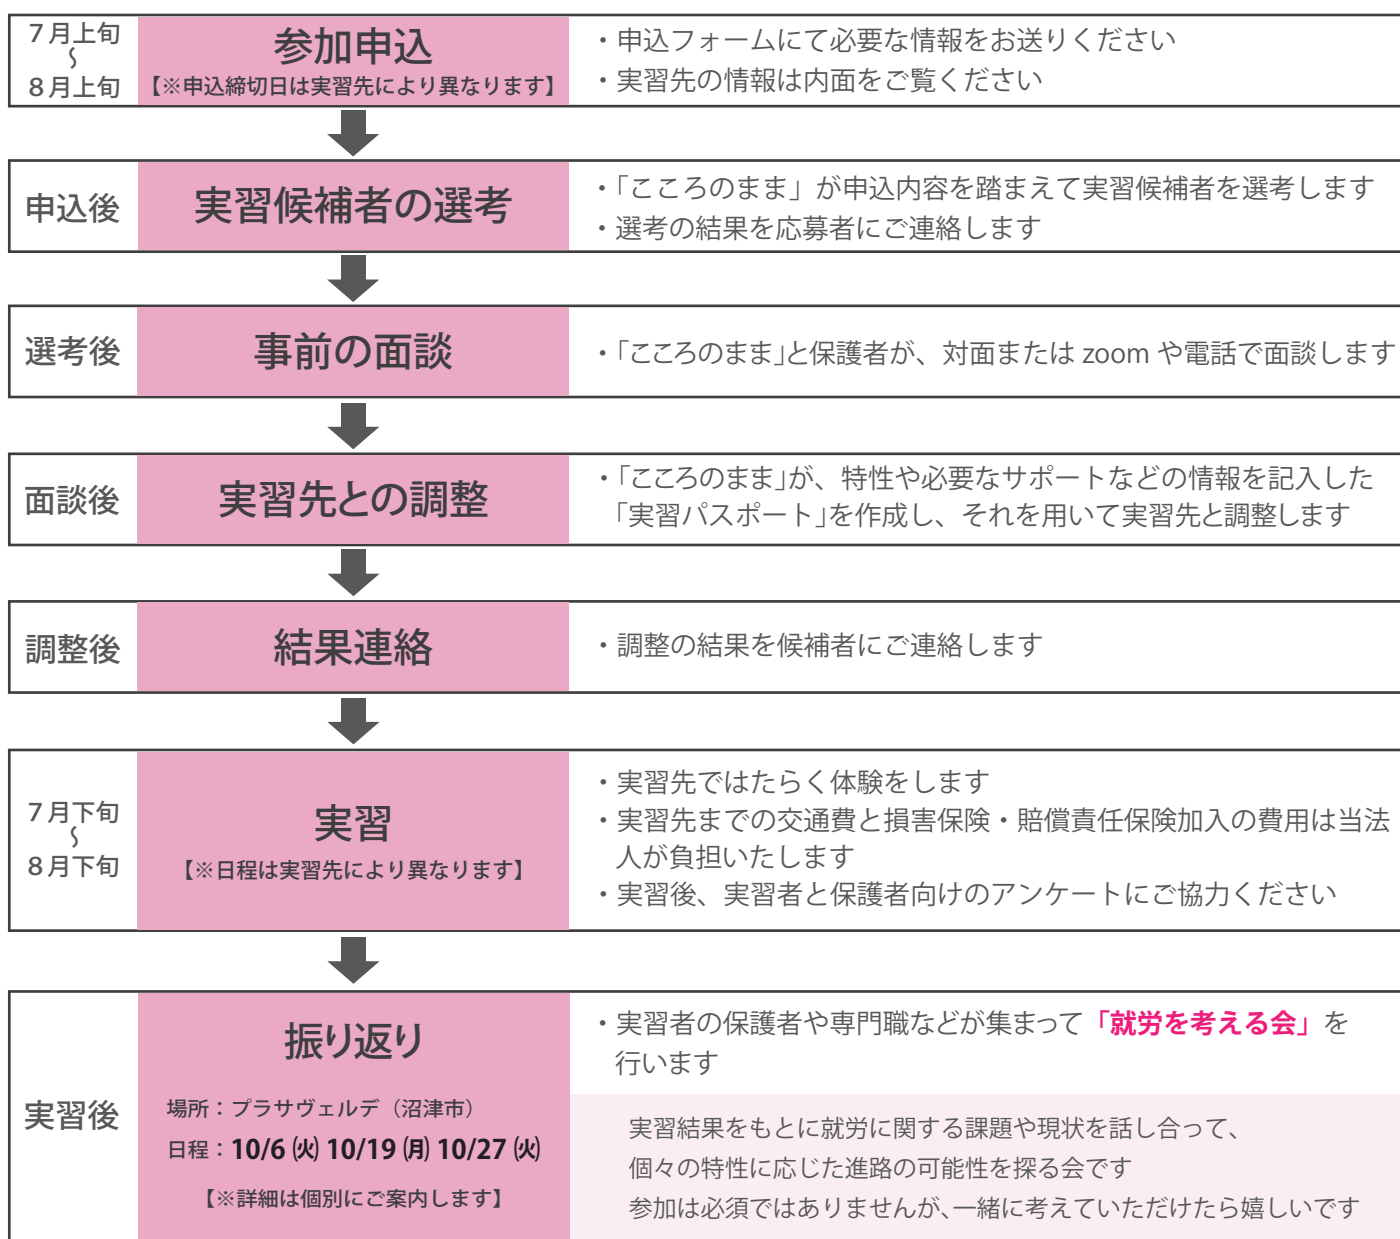 7月上旬
〜
8月上旬
参加申込
【※申込締切日は実習先により異なります】
・申込フォームにて必要な情報をお送りください
・実習先の情報は内面をご覧ください
申込後
実習候補者の選考
・「こころのまま」が申込内容を踏まえて実習候補者を選考します
・選考の結果を応募者にご連絡します
選考後
事前の面談
・「こころのまま」と保護者が、対面または zoom や電話で面談します
面談後
実習先との調整
・「こころのまま」が、特性や必要なサポートなどの情報を記入した
「実習パスポート」を作成し、それを用いて実習先と調整します
調整後
結果連絡
・調整の結果を候補者にご連絡します
7月下旬
〜
8月下旬
実習
【※日程は実習先により異なります】
・実習先ではたらく体験をします
・実習先までの交通費と損害保険・賠償責任保険加入の費用は当法
人が負担いたします
・実習後、実習者と保護者向けのアンケートにご協力ください
実習後
振り返り
場所：プラサヴェルデ（沼津市）
日程：10/6 ㈫ 10/19 ㈪ 10/27 ㈫
【※詳細は個別にご案内します】
・実習者の保護者や専門職などが集まって「就労を考える会」を
行います
実習結果をもとに就労に関する課題や現状を話し合って、
個々の特性に応じた進路の可能性を探る会です
参加は必須ではありませんが、一緒に考えていただけたら嬉しいです